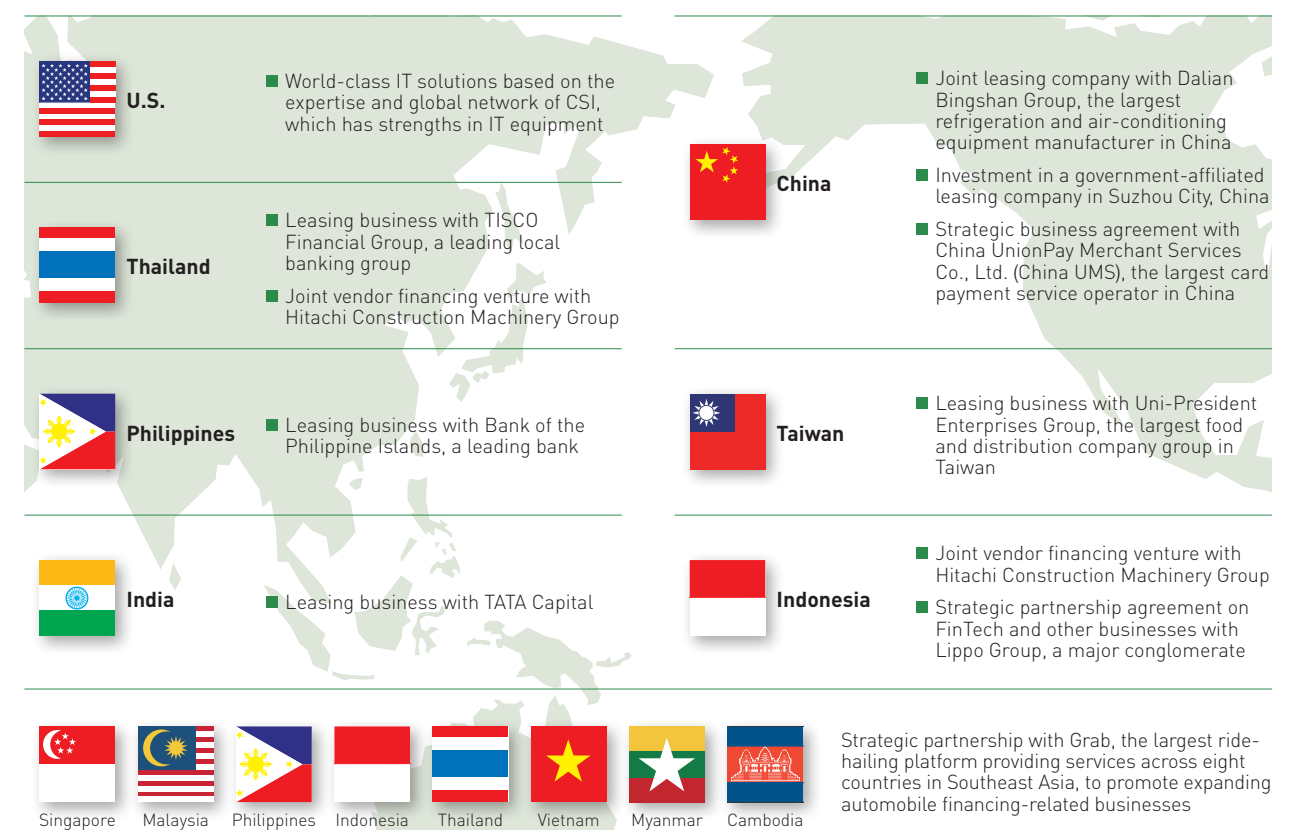 U.S.
World-class IT solutions based on the
expertise and global network of CSI,
which has strengths in IT equipment
Thailand
Leasing business with TISCO
Financial Group, a leading local
banking group
Joint vendor financing venture with
Hitachi Construction Machinery Group
Philippines
Leasing business with Bank of the
Philippine Islands, a leading bank
India
Leasing business with TATA Capital
China
Joint leasing company with Dalian
Bingshan Group, the largest
refrigeration and air-conditioning
equipment manufacturer in China
Investment in a government-affiliated
leasing company in Suzhou City, China
Strategic business agreement with
China UnionPay Merchant Services
Co., Ltd. (China UMS), the largest card
payment service operator in China
Taiwan
Leasing business with Uni-President
Enterprises Group, the largest food
and distribution company group in
Taiwan
Indonesia
Joint vendor financing venture with
Hitachi Construction Machinery Group
Strategic partnership agreement on
FinTech and other businesses with
Lippo Group, a major conglomerate
Singapore Malaysia Philippines Indonesia Thailand Vietnam Myanmar Cambodia
Strategic partnership with Grab, the largest ride-
hailing platform providing services across eight
countries in Southeast Asia, to promote expanding
automobile financing-related businesses